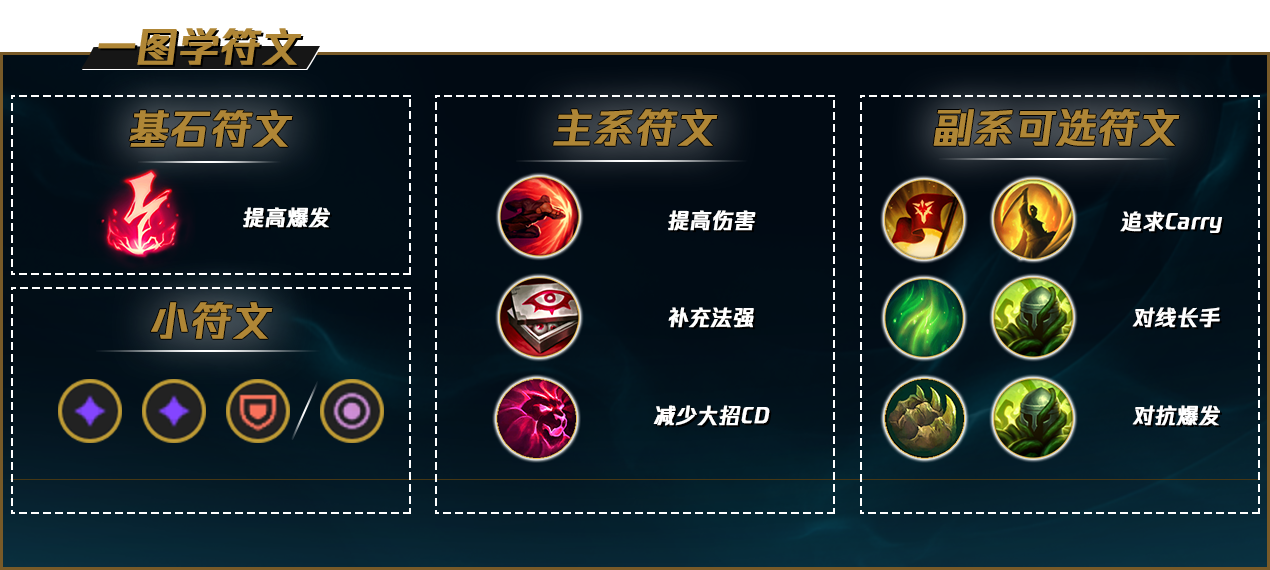 一图学符文
基石符文
提高爆发
小符文
主系符文
提高伤害
补充法强
减少大招CD
副系可选符文
追求Carry
对线长手
对抗爆发